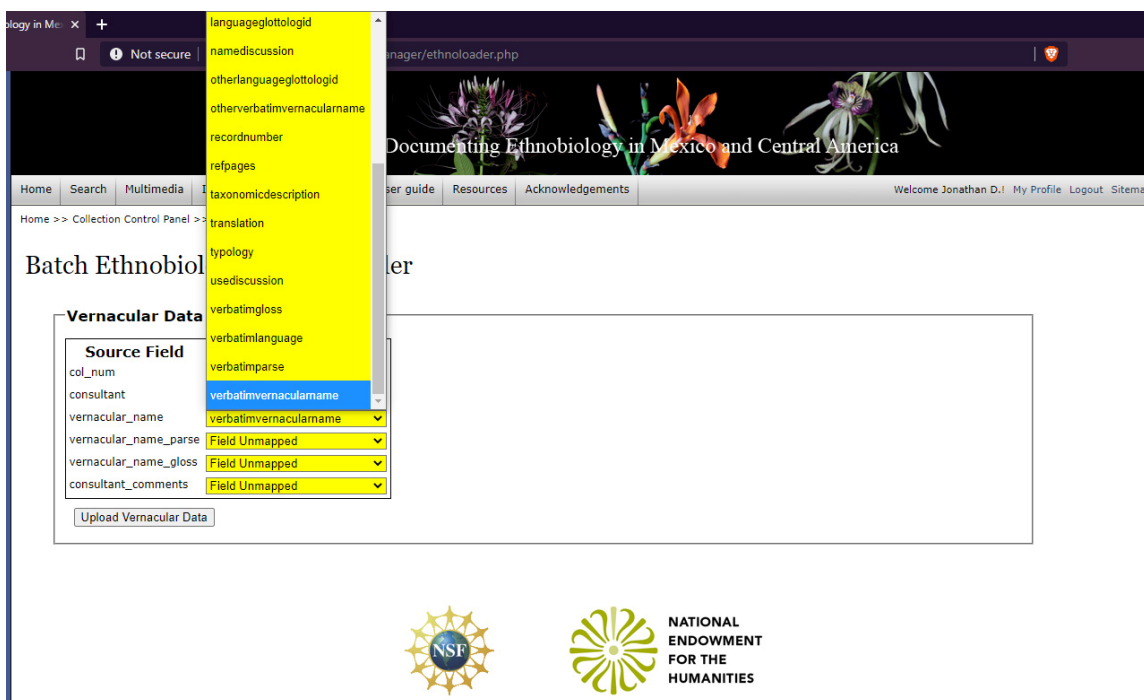 ology in Me
languageglottologid
Not secure
namediscussion
anager/ethnoloader.php
otherlanguageglottologid
otherverbatimvernacularname
recordnumber
Documenting Ethnobiology in Mexico and Central America
refpages
Home Search Multimedia I ser guide Resources Acknowledgements Welcome Jonathan D.! My Profile Logout Sitema
taxonomicdescription
Home >> Collection Control Panel >>
translation
typology
Batch Ethnobiol der
usediscussion
verbatimgloss
Vernacular Data
verbatimlanguage
Source Field
verbatimparse
col_num
consultant verbatimvernacularname
vernacular_name verbatimvernacularname
vernacular_name_parse Field Unmapped
vernacular_name_gloss Field Unmapped
consultant_comments Field Unmapped
Upload Vernacular Data
NSF
NATIONAL
ENDOWMENT
FOR THE
HUMANITIES